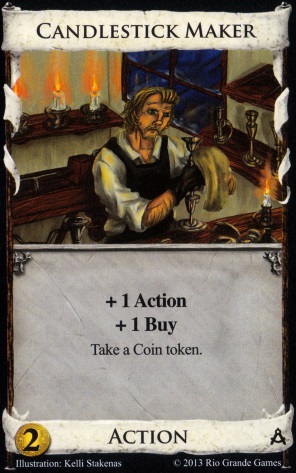 CANDLESTICK MAKER
+ 1 Action
+ 1 Buy
Take a Coin token.
2
ACTION
Illustration: Kelli Stakenas
© 2013 Rio Grande Games